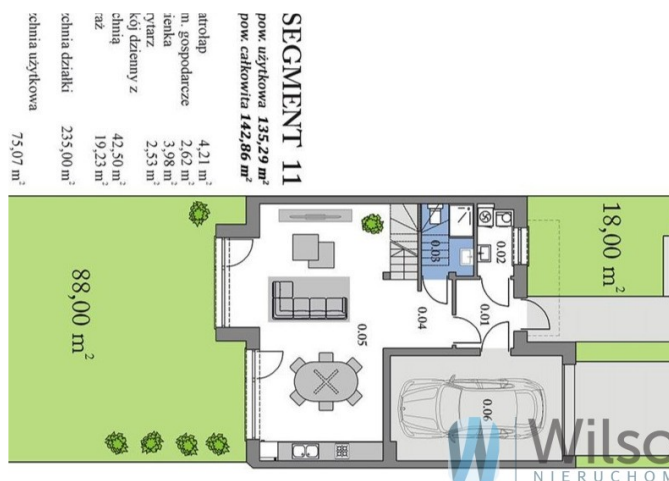 SEGMENT 11
pow. użytkowa 135,29 m²
pow. całkowita 142,86 m²
atrołap 4,21 m²
m. gospodarcze 2,62 m²
ienka 3,98 m²
rytarz 2,53 m²
kój dzienny z
chnią 42,50 m²
raż 19,23 m²
chnia działki 235,00 m²
chnia użytkowa 75,07 m²
18,00 m²
88,00 m²
0.02
0.03
0.01
0.04
0.05
0.06
Wilso
NIERUCHOM